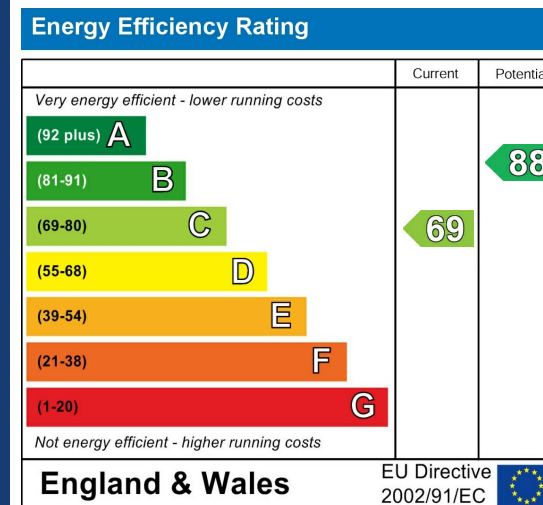 Energy Efficiency Rating
Current Potentia
Very energy efficient - lower running costs
(92 plus) A
(81-91) B
88
(69-80) C
69
(55-68) D
(39-54) E
(21-38) F
(1-20) G
Not energy efficient - higher running costs
England & Wales
EU Directive
2002/91/EC